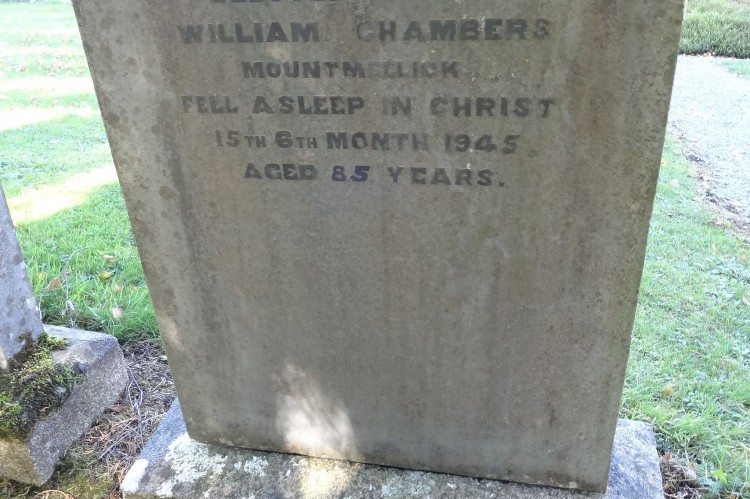 WILLIAM CHAMBERS
MOUNTMELLICK
FELL ASLEEP IN CHRIST
15TH 6TH MONTH 1945
AGED 85 YEARS.